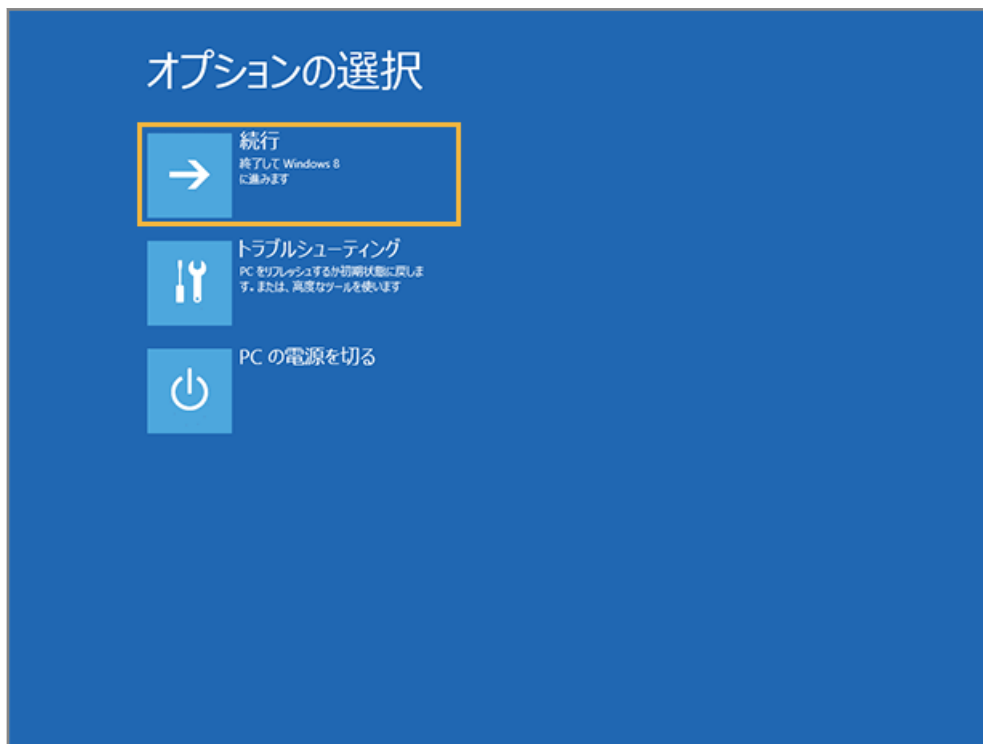 オプションの選択
続行
終了して Windows 8
に進みます
トラブルシューティング
PC をリフレッシュするか初期状態に戻しま
す。または、高度なツールを使います
PC の電源を切る